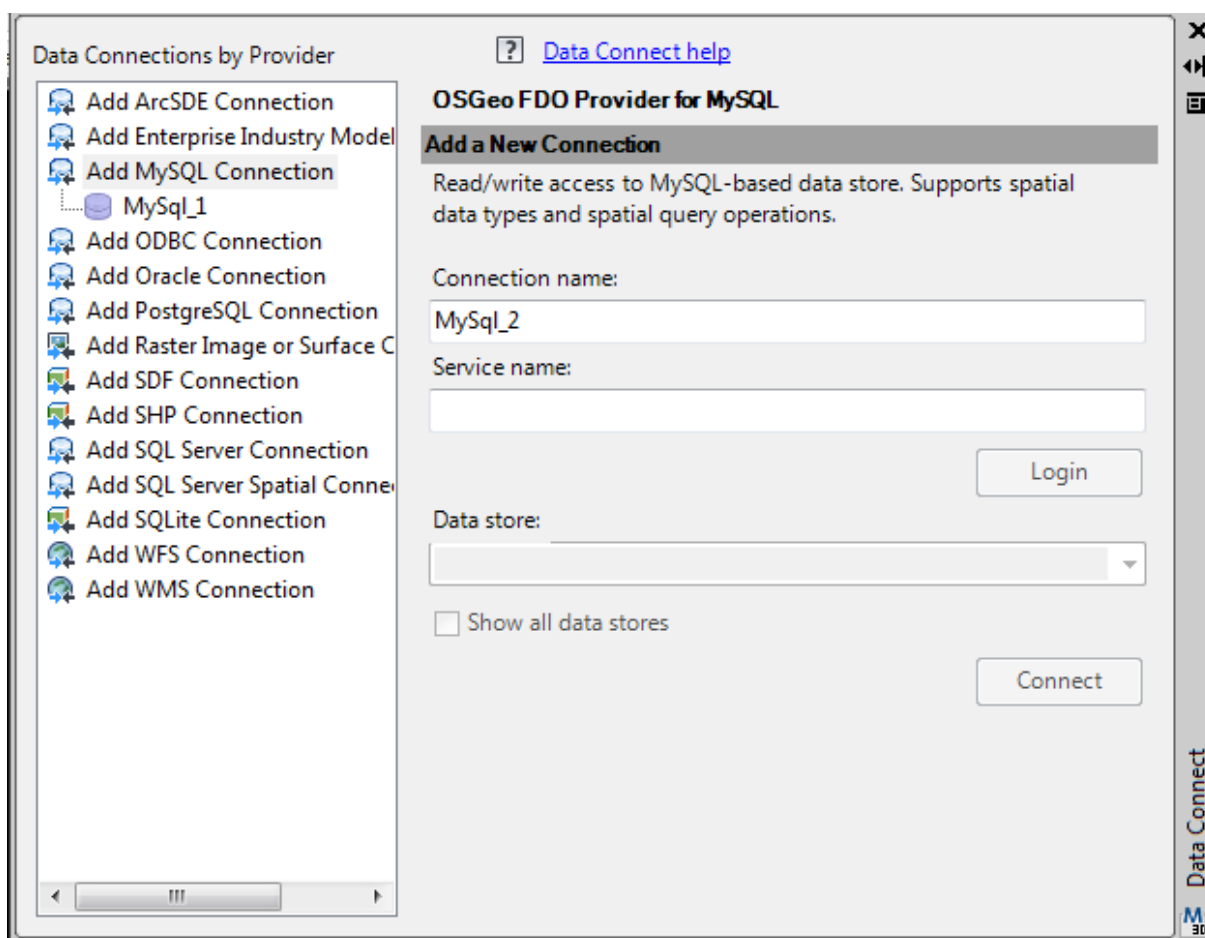 Data Connections by Provider
? Data Connect help
Add ArcSDE Connection
Add Enterprise Industry Model
Add MySQL Connection
MySql_1
Add ODBC Connection
Add Oracle Connection
Add PostgreSQL Connection
Add Raster Image or Surface C
Add SDF Connection
Add SHP Connection
Add SQL Server Connection
Add SQL Server Spatial Conne
Add SQLite Connection
Add WFS Connection
Add WMS Connection
OSGeo FDO Provider for MySQL
Add a New Connection
Read/write access to MySQL-based data store. Supports spatial
data types and spatial query operations.
Connection name:
MySql_2
Service name:
Login
Data store:
Show all data stores
Connect
Data Connect
M
3D